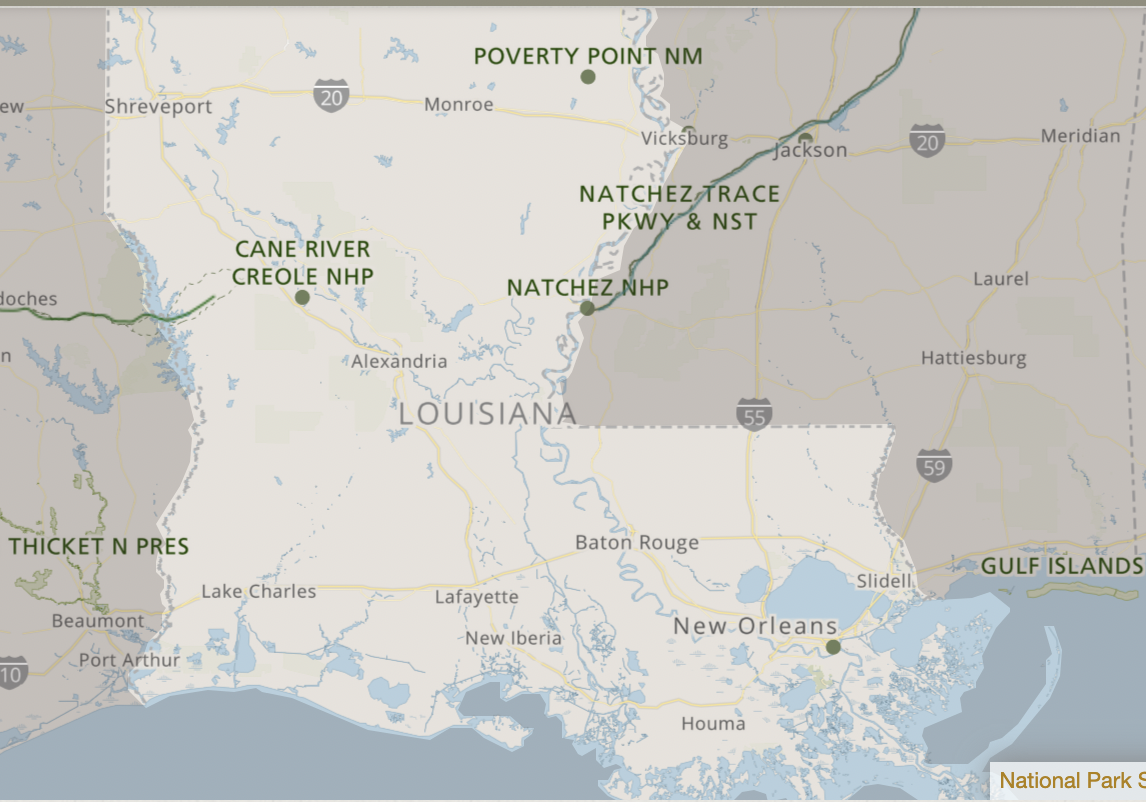 POVERTY POINT NM
ew
Shreveport
20
Monroe
Vicksburg
Jackson
20
Meridian
NATCHEZ TRACE
PKWY & NST
CANE RIVER
CREOLE NHP
NATCHEZ NHP
Laurel
doches
n
Alexandria
Hattiesburg
LOUISIANA
55
59
THICKET N PRES
Baton Rouge
GULF ISLANDS
Slidell
Lake Charles
Lafayette
Beaumont
New Orleans
New Iberia
Port Arthur
10
Houma
National Park S